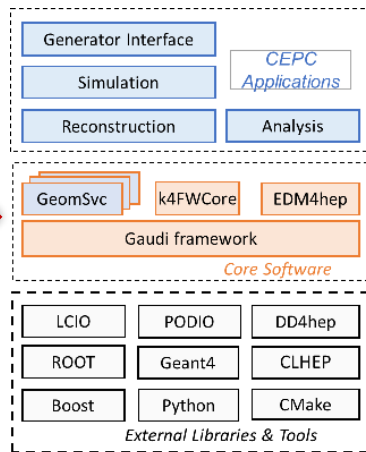 Generator Interface
CEPC
Applications
Simulation
Reconstruction
Analysis
GeomSvc
k4FWCore
EDM4hep
Gaudi framework
Core Software
LCIO
PODIO
DD4hep
ROOT
Geant4
CLHEP
Boost
Python
CMake
External Libraries & Tools